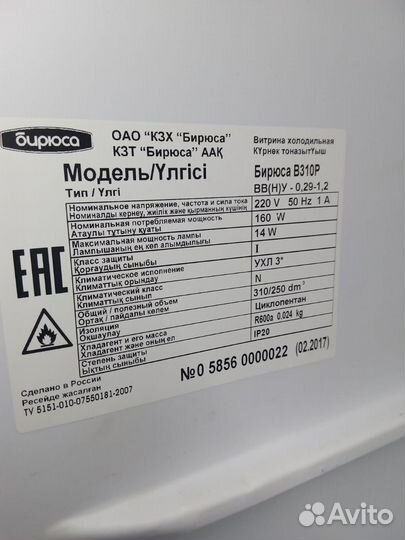 бирюса
ОАО "КЗХ "Бирюса"
КЗТ "Бирюса" ААҚ
Витрина холодильная
Көрнек тоңазытқыш
Модель/Үлгісі
Бирюса В310Р
Тип / Үлгі
ВВ(Н)У - 0,29-1,2
Номинальное напряжение, частота и сила тока
Номиналды кернеу, жиілік және қырманның күшінің
220 V 50 Hz 1 A
Номинальная потребляемая мощность
Атаулы тұтыну қуаты
160 W
Максимальная мощность лампы
Лампышаның ең көп алымдылығы
14 W
Класс защиты
Қорғаудың сыныбы
I
Климатическое исполнение
Климаттық орындау
УХЛ 3*
Климатический класс
Климаттық сынып
N
Общий / полезный объем
Ортақ / пайдалы көлем
310/250 dm³
Изоляция
Оқшаулау
Циклопентан
Хладагент и его масса
Хладагент және оның ел
R600a 0.024 kg
Степень защиты
Ықтың сыныбы
IP20
EAC
Сделано в России
Ресейде жасалған
ТУ 5151-010-07550181-2007
№0 5856 0000022 (02.2017)
Avito